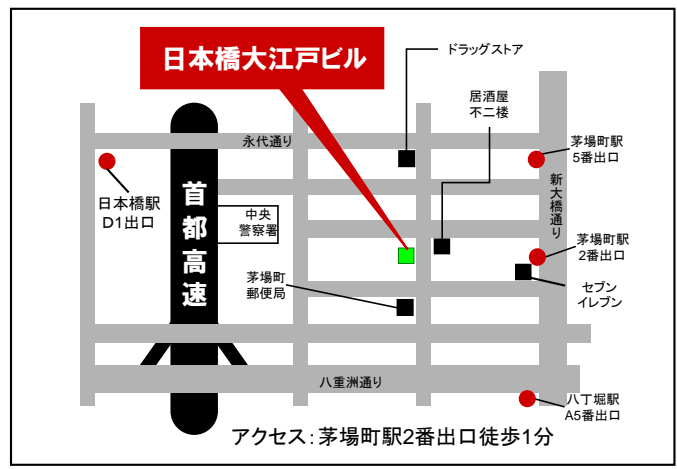 日本橋大江戸ビル
ドラッグストア
居酒屋
不二楼
永代通り
茅場町駅
5番出口
日本橋駅
D1出口
首都高速
中央
警察署
新大橋通り
茅場町駅
2番出口
茅場町
郵便局
セブン
イレブン
八重洲通り
八丁堀駅
A5番出口
アクセス：茅場町駅2番出口徒歩1分